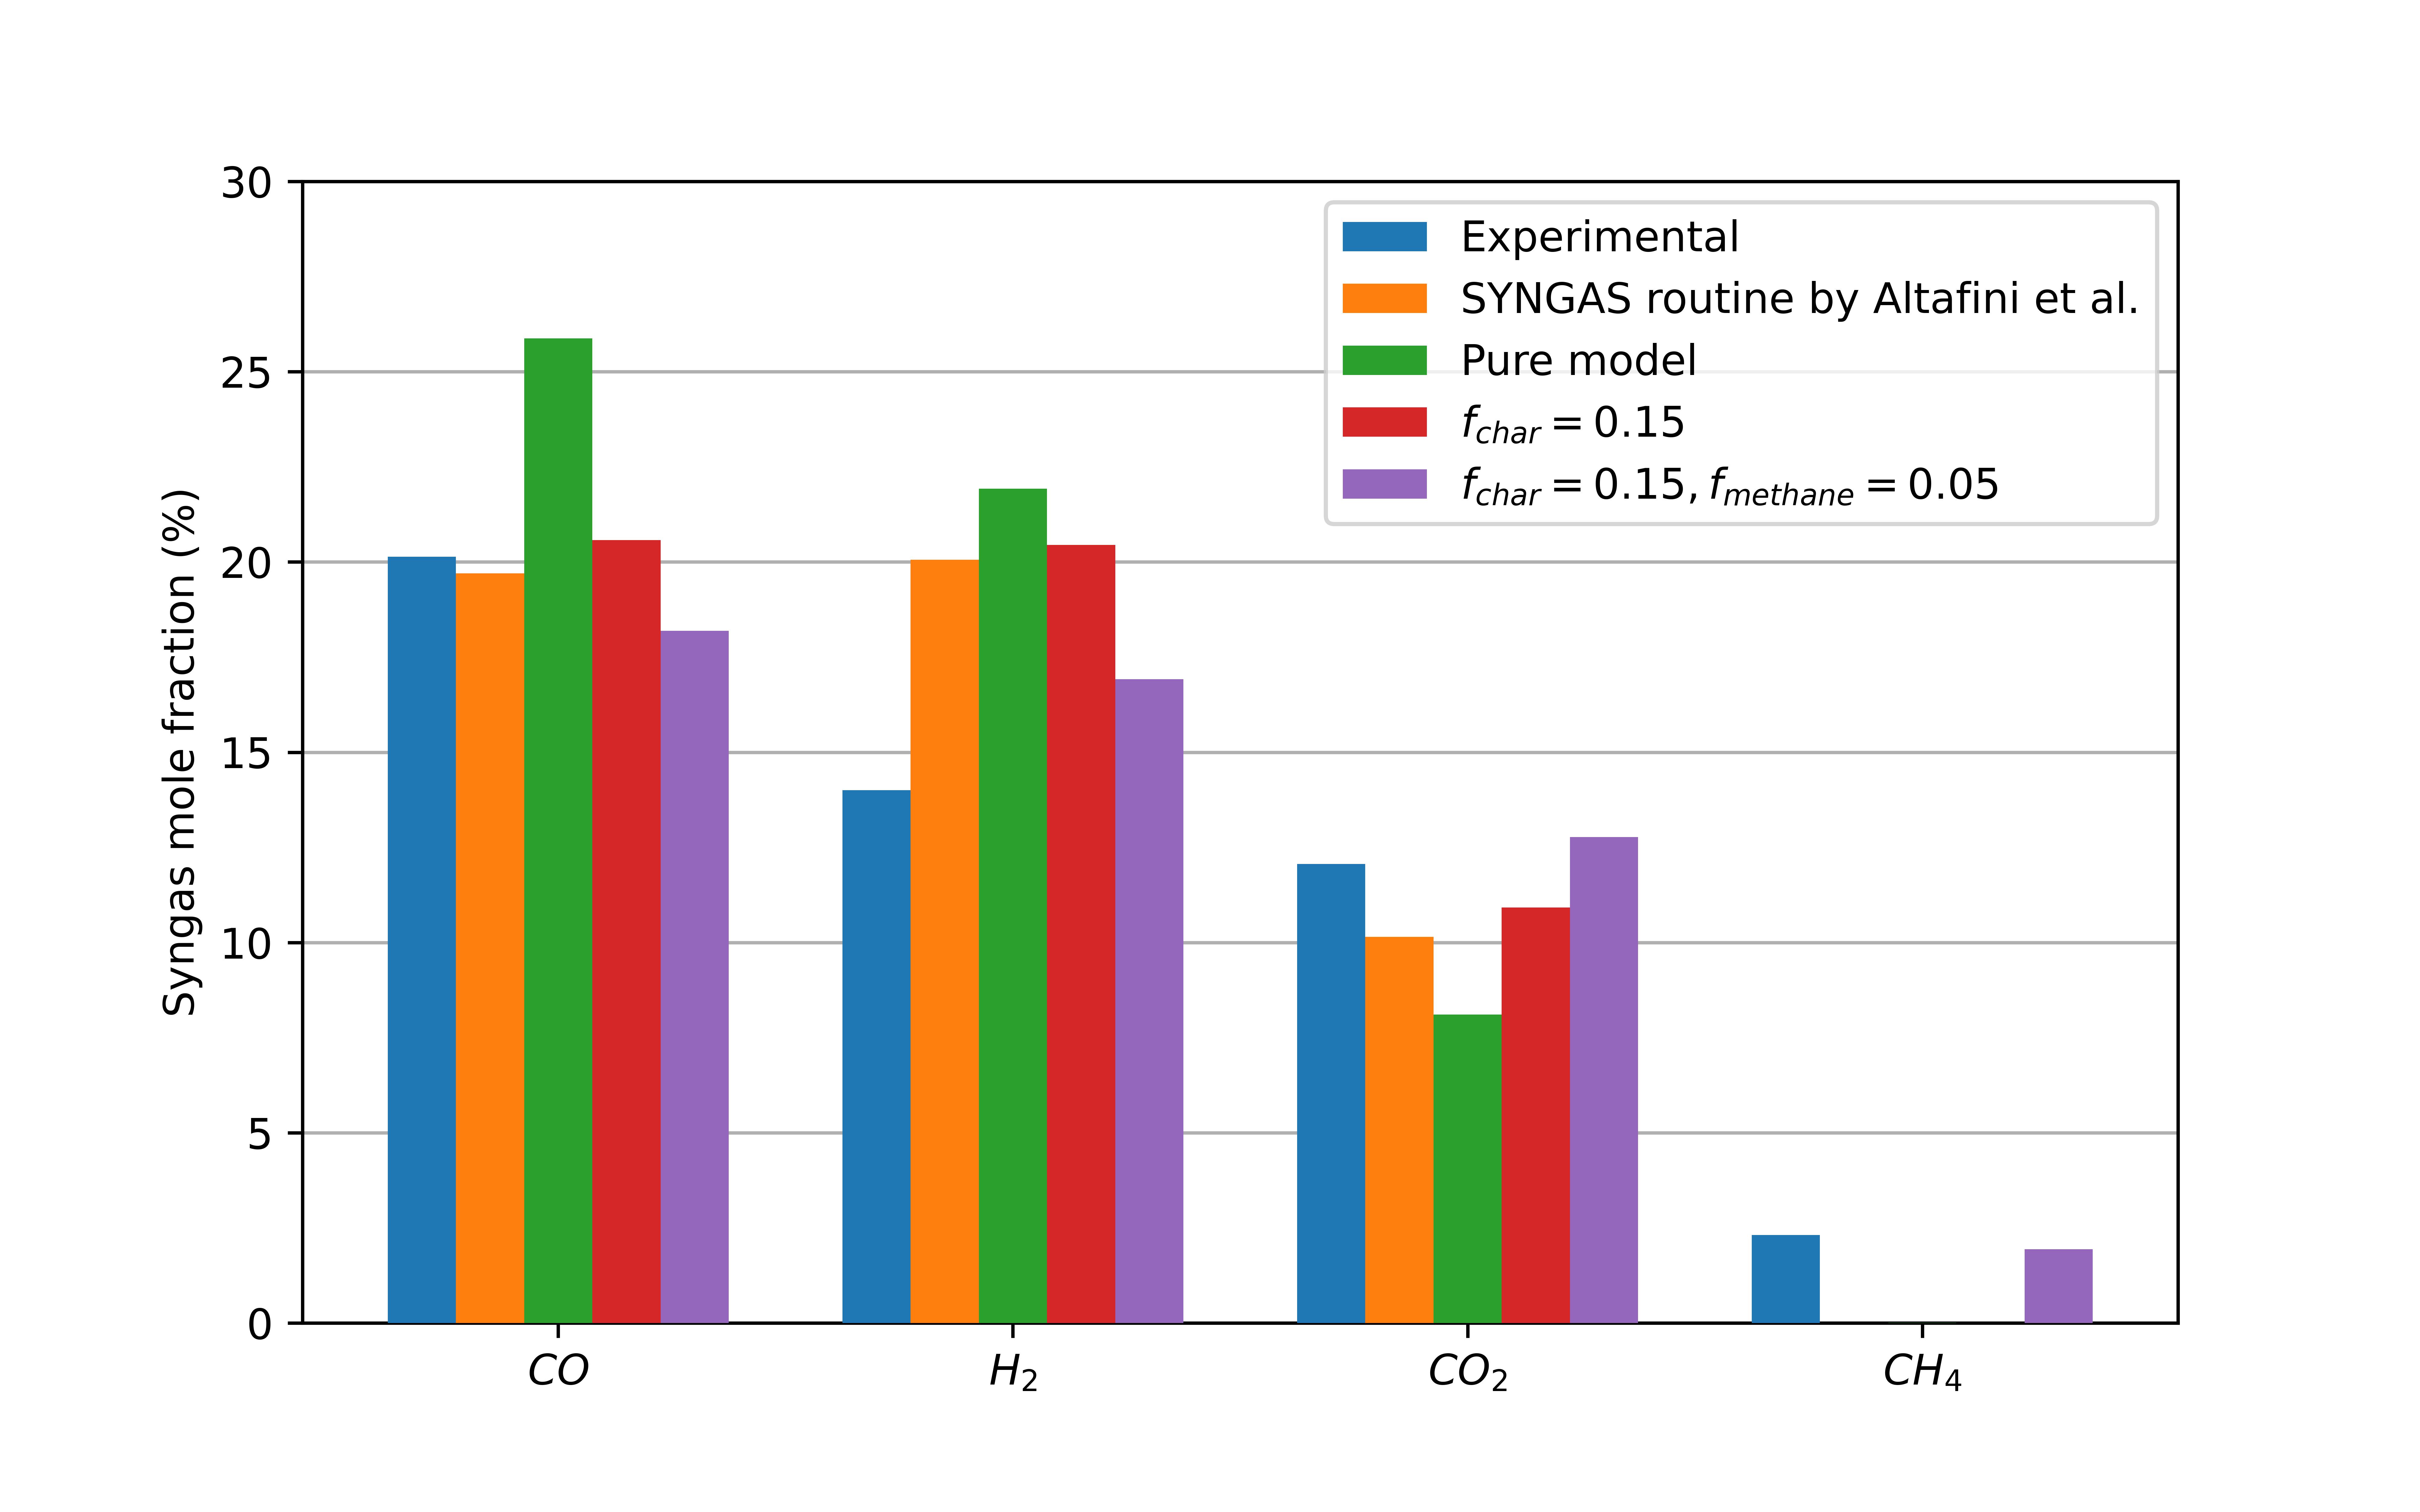 30
25
20
15
10
5
0
Syngas mole fraction (%)
Experimental
SYNGAS routine by Altafini et al.
Pure model
f_char = 0.15
f_char = 0.15, f_methane = 0.05
CO
H₂
CO₂
CH₄